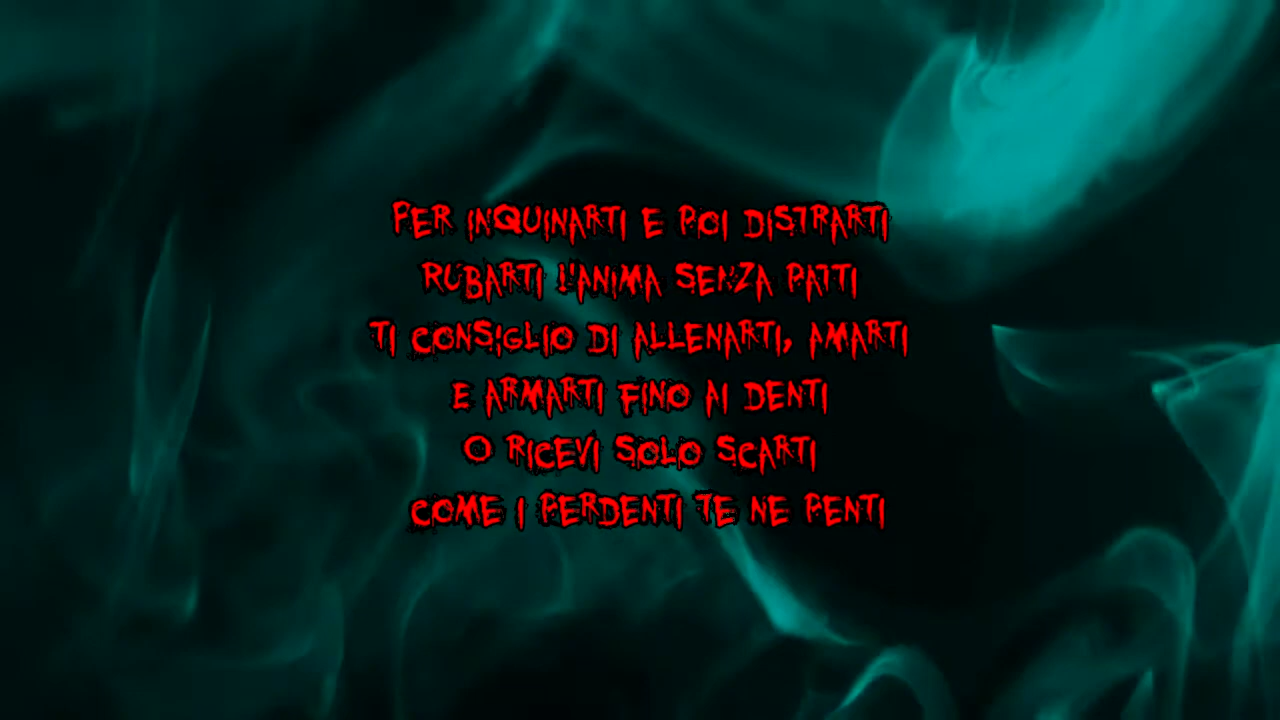 PER INQUINARTI E POI DISTRARTI
RUBARTI L'ANIMA SENZA PATTI
TI CONSIGLIO DI ALLENARTI, AMARTI
E ARMARTI FINO AI DENTI
O RICEVI SOLO SCARTI
COME I PERDENTI TE NE PENTI